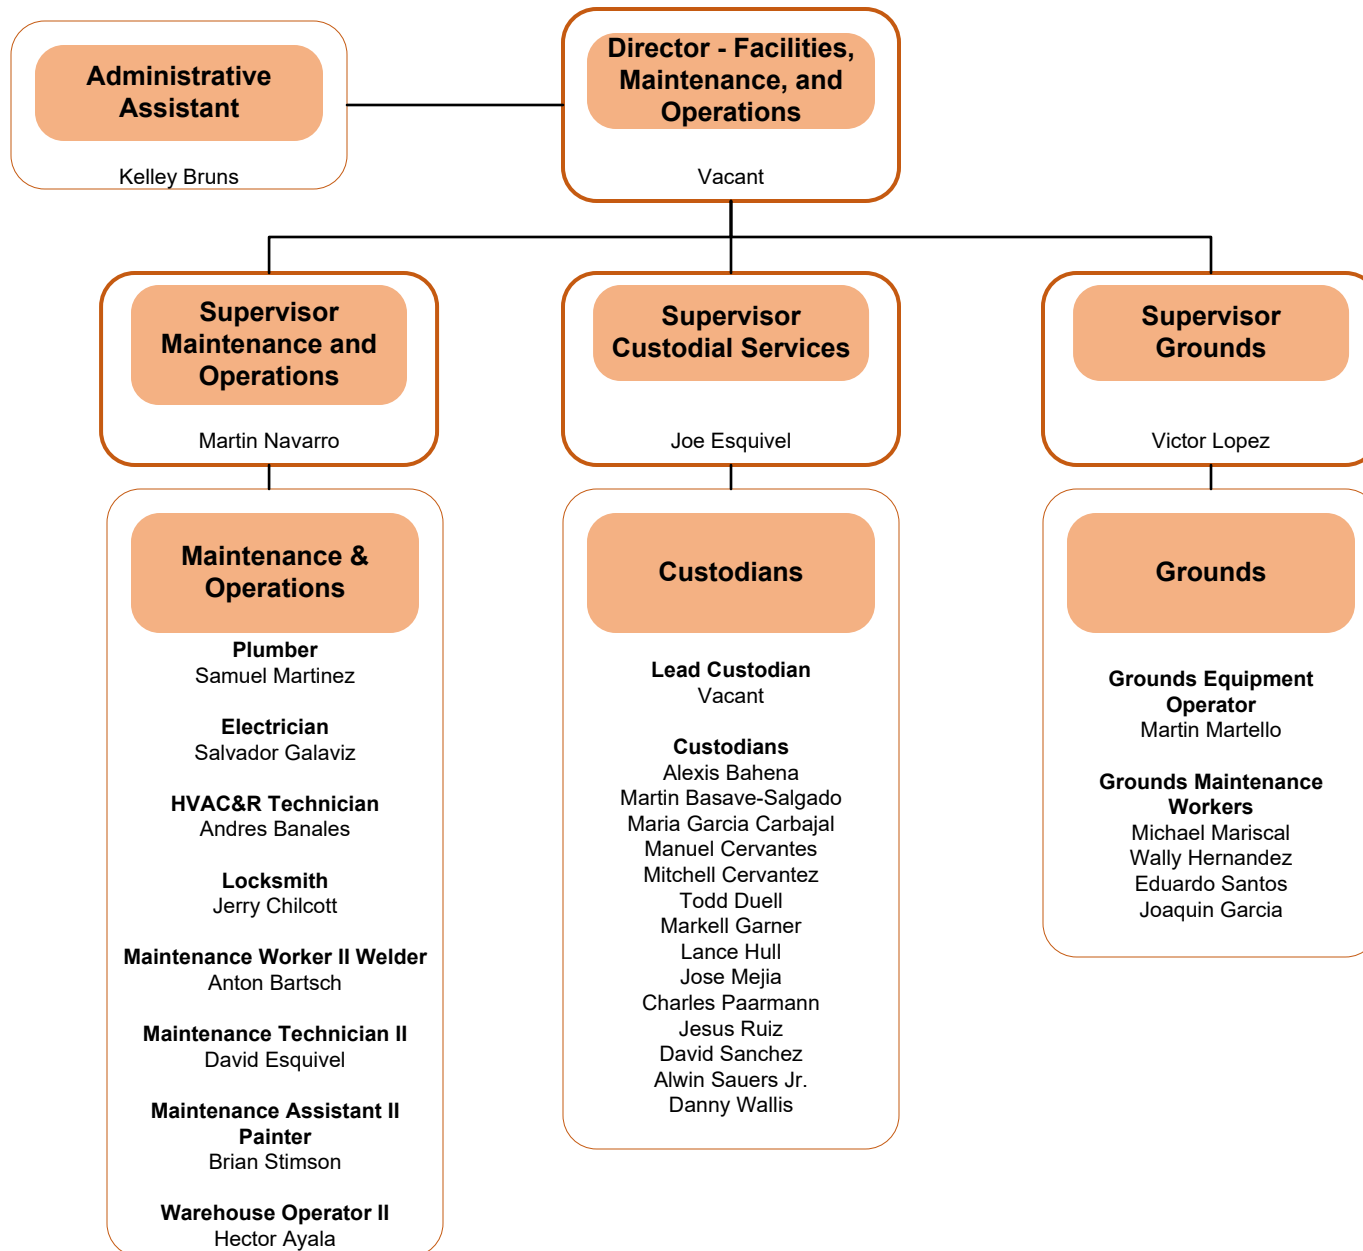 Administrative
Assistant
Kelley Bruns
Director - Facilities,
Maintenance, and
Operations
Vacant
Supervisor
Maintenance and
Operations
Martin Navarro
Supervisor
Custodial Services
Joe Esquivel
Supervisor
Grounds
Victor Lopez
Maintenance &
Operations
Plumber
Samuel Martinez
Electrician
Salvador Galaviz
HVAC&R Technician
Andres Banales
Locksmith
Jerry Chilcott
Maintenance Worker II Welder
Anton Bartsch
Maintenance Technician II
David Esquivel
Maintenance Assistant II
Painter
Brian Stimson
Warehouse Operator II
Hector Ayala
Custodians
Lead Custodian
Vacant
Custodians
Alexis Bahena
Martin Basave-Salgado
Maria Garcia Carbajal
Manuel Cervantes
Mitchell Cervantez
Todd Duell
Markell Garner
Lance Hull
Jose Mejia
Charles Paarmann
Jesus Ruiz
David Sanchez
Alwin Sauers Jr.
Danny Wallis
Grounds
Grounds Equipment
Operator
Martin Martello
Grounds Maintenance
Workers
Michael Mariscal
Wally Hernandez
Eduardo Santos
Joaquin Garcia